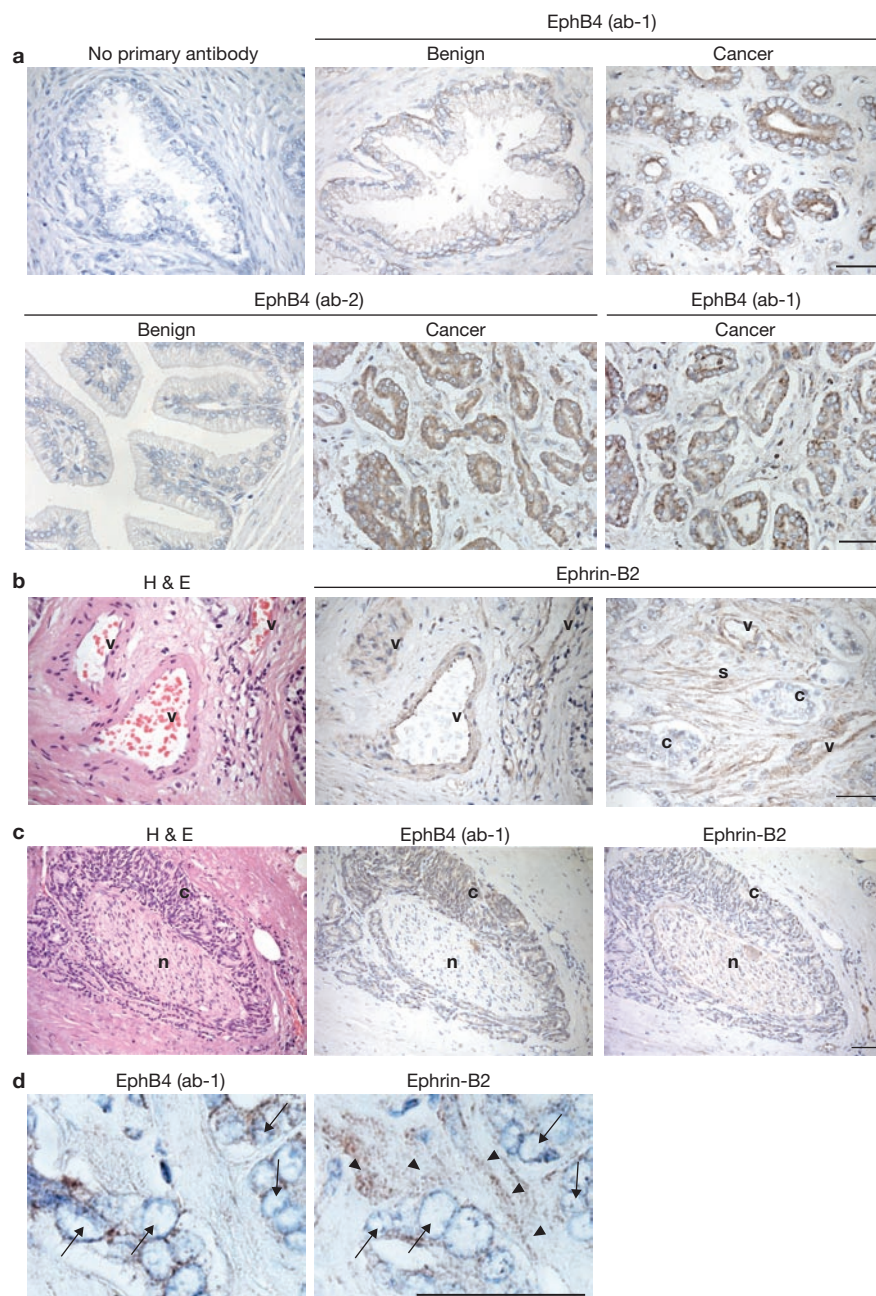 EphB4 (ab-1)
a
No primary antibody
Benign
Cancer
EphB4 (ab-2)
EphB4 (ab-1)
Benign
Cancer
Cancer
b
H & E
Ephrin-B2
v
v
v
v
v
v
v
s
c
c
v
c
H & E
EphB4 (ab-1)
Ephrin-B2
c
n
c
n
c
n
d
EphB4 (ab-1)
Ephrin-B2